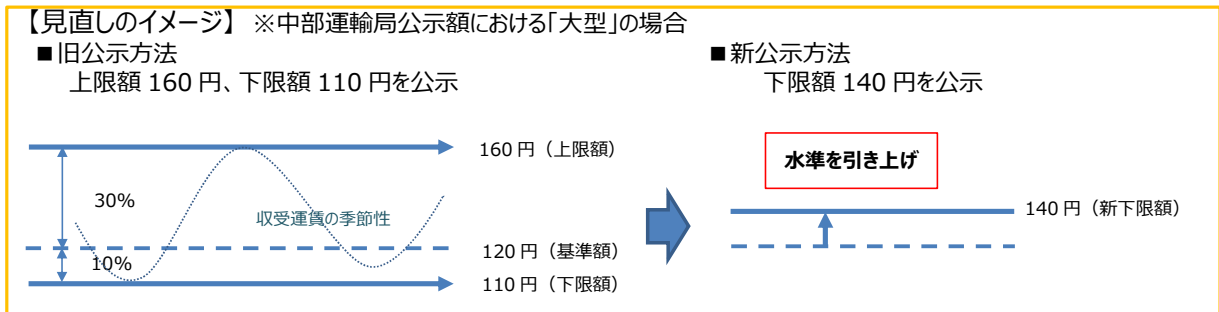 【見直しのイメージ】 ※中部運輸局公示額における「大型」の場合
■旧公示方法
上限額 160 円、下限額 110 円を公示
160 円（上限額）
30%
収受運賃の季節性
120 円（基準額）
10%
110 円（下限額）
■新公示方法
下限額 140 円を公示
水準を引き上げ
140 円（新下限額）